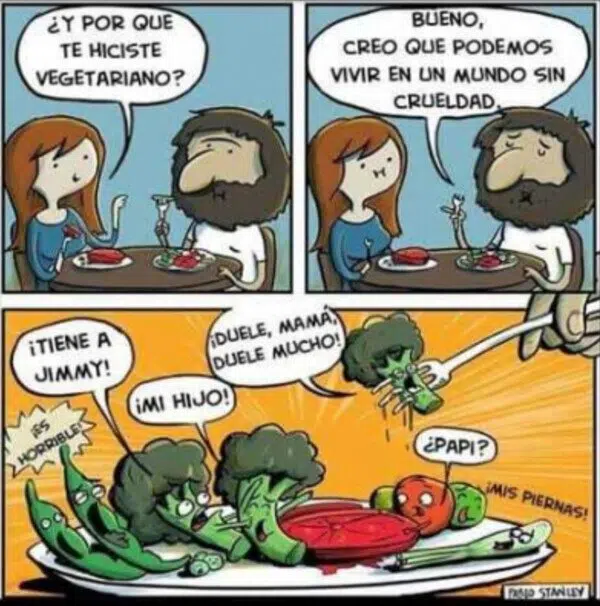 ¿Y POR QUE
TE HICISTE
VEGETARIANO?
BUENO,
CREO QUE PODEMOS
VIVIR EN UN MUNDO SIN
CRUELDAD.
¡TIENE A
JIMMY!
¡MI HIJO!
¡DUELE, MAMÁ,
DUELE MUCHO!
¡ES
HORRIBLE!
¿PAPI?
¡MIS PIERNAS!
PABLO STANLEY